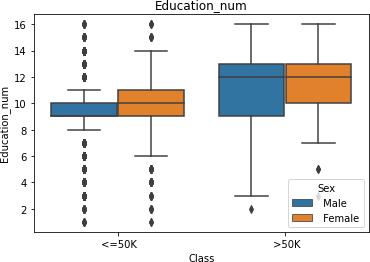 Education_num
Education_num
16
14
12
10
8
6
4
2
<=50K
>50K
Class
Sex
Male
Female